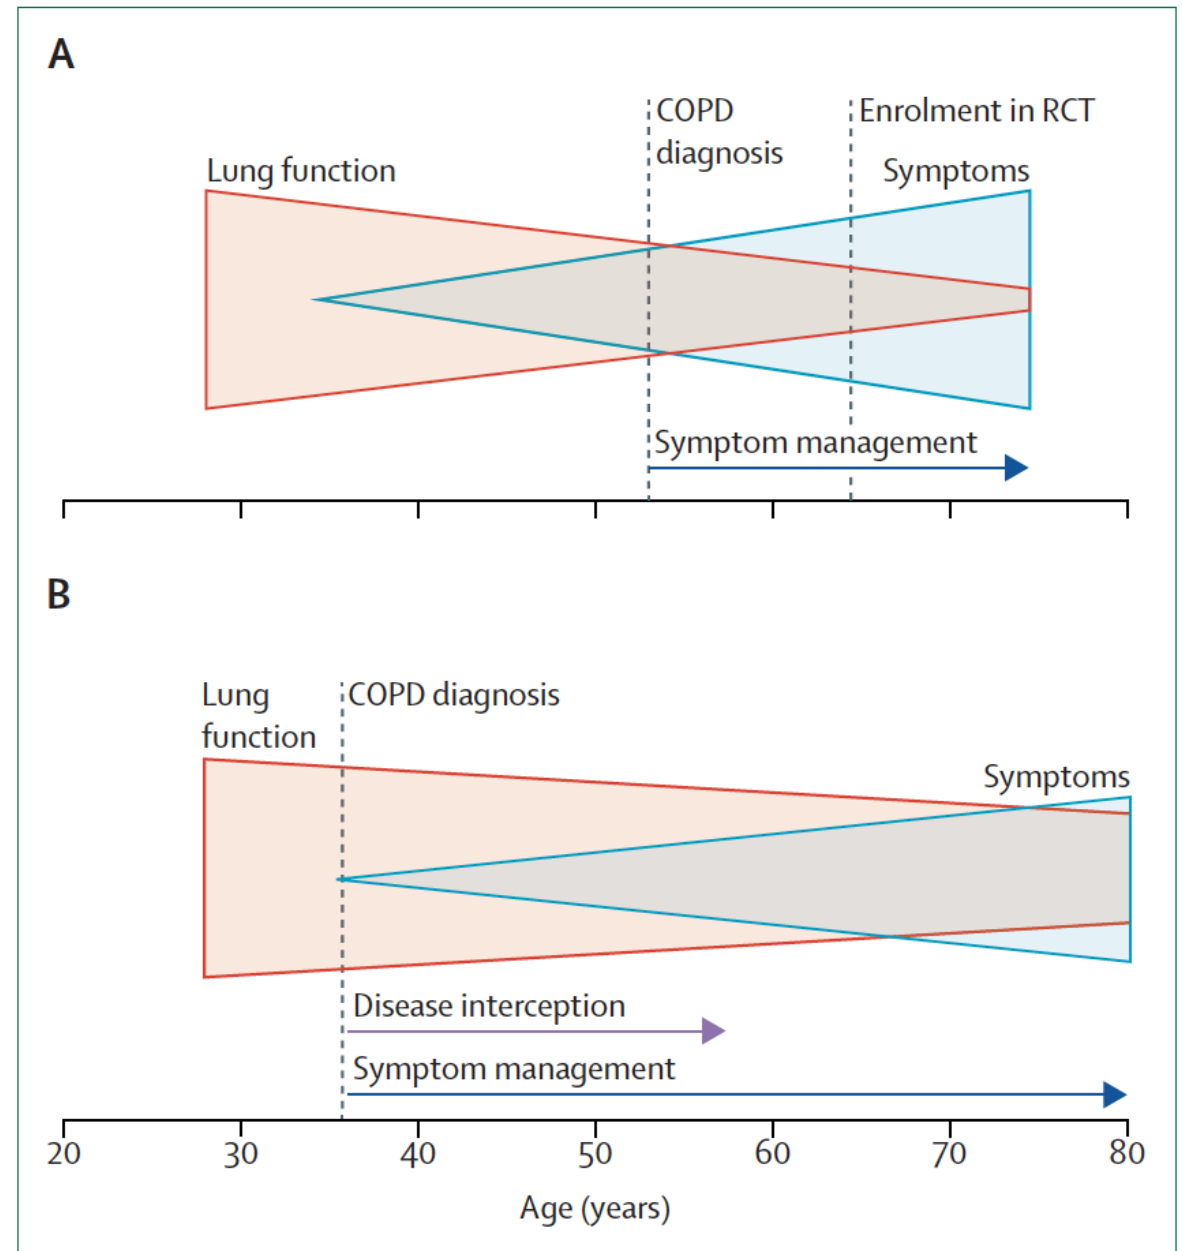 A
COPD
diagnosis
Enrolment in RCT
Lung function
Symptoms
Symptom management
B
Lung
function
COPD diagnosis
Symptoms
Disease interception
Symptom management
20 30 40 50 60 70 80
Age (years)